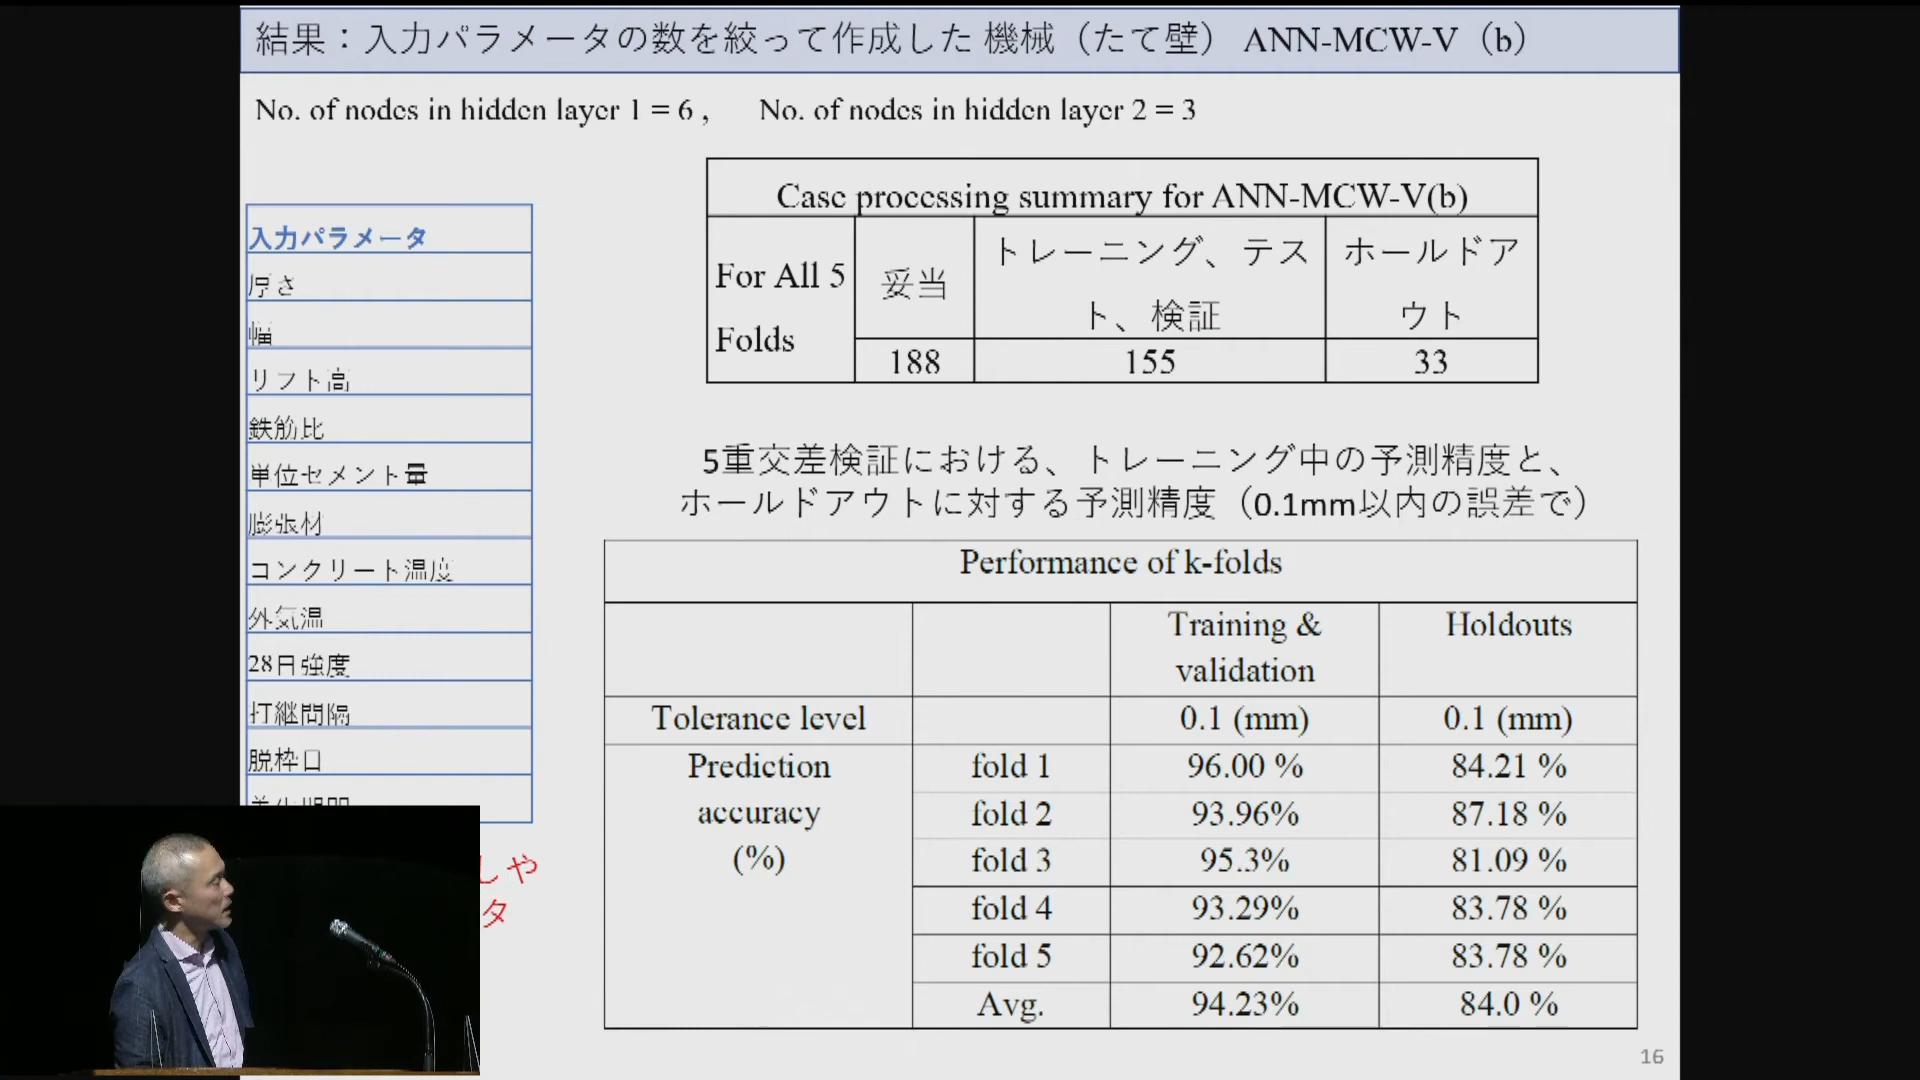 結果：入力パラメータの数を絞って作成した 機械（たて壁） ANN-MCW-V（b）
No. of nodes in hidden layer 1 = 6 , No. of nodes in hidden layer 2 = 3
入力パラメータ
厚さ
幅
リフト高
鉄筋比
単位セメント量
膨張材
コンクリート温度
外気温
28日強度
打継間隔
脱枠日
しや
タ
Case processing summary for ANN-MCW-V(b)
For All 5
Folds
妥当
トレーニング、テス
ト、検証
ホールドア
ウト
188 155 33
5重交差検証における、トレーニング中の予測精度と、
ホールドアウトに対する予測精度（0.1mm以内の誤差で）
Performance of k-folds
Training &
validation
Holdouts
Tolerance level 0.1 (mm) 0.1 (mm)
Prediction
accuracy
(%)
fold 1 96.00 % 84.21 %
fold 2 93.96% 87.18 %
fold 3 95.3% 81.09 %
fold 4 93.29% 83.78 %
fold 5 92.62% 83.78 %
Avg. 94.23% 84.0 %
16